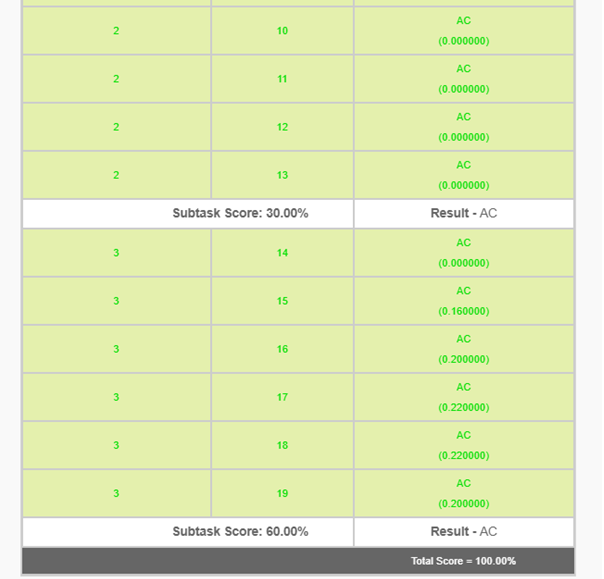 2 10 AC
(0.000000)
2 11 AC
(0.000000)
2 12 AC
(0.000000)
2 13 AC
(0.000000)
Subtask Score: 30.00% Result - AC
3 14 AC
(0.000000)
3 15 AC
(0.160000)
3 16 AC
(0.200000)
3 17 AC
(0.220000)
3 18 AC
(0.220000)
3 19 AC
(0.200000)
Subtask Score: 60.00% Result - AC
Total Score = 100.00%